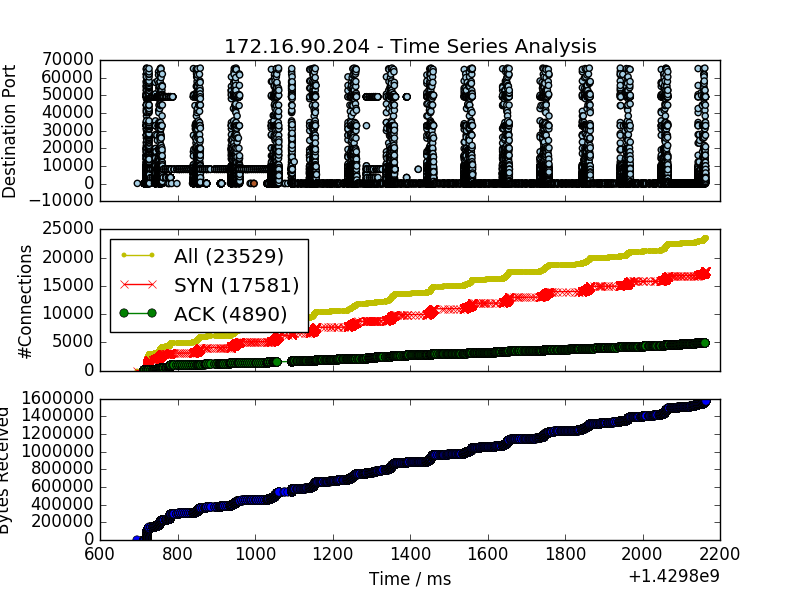 172.16.90.204 - Time Series Analysis
Destination Port
70000
60000
50000
40000
30000
20000
10000
0
−10000
#Connections
25000
20000
15000
10000
5000
0
All (23529)
SYN (17581)
ACK (4890)
Bytes Received
1600000
1400000
1200000
1000000
800000
600000
400000
200000
0
600 800 1000 1200 1400 1600 1800 2000 2200
Time / ms
+1.4298e9